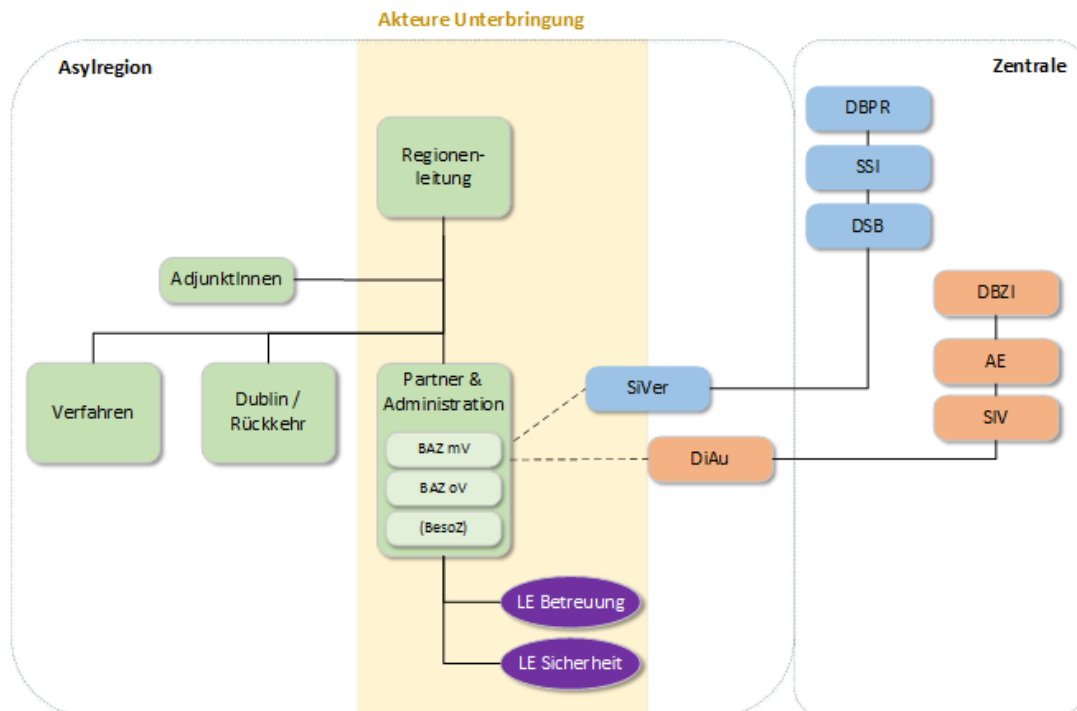 Akteure Unterbringung
Asylregion
Zentrale
DBPR
SSI
DSB
Regionen-
leitung
AdjunktInnen
DBZI
AE
SIV
Verfahren
Dublin /
Rückkehr
Partner &
Administration
BAZ mV
BAZ oV
(BesoZ)
SiVer
DiAu
LE Betreuung
LE Sicherheit